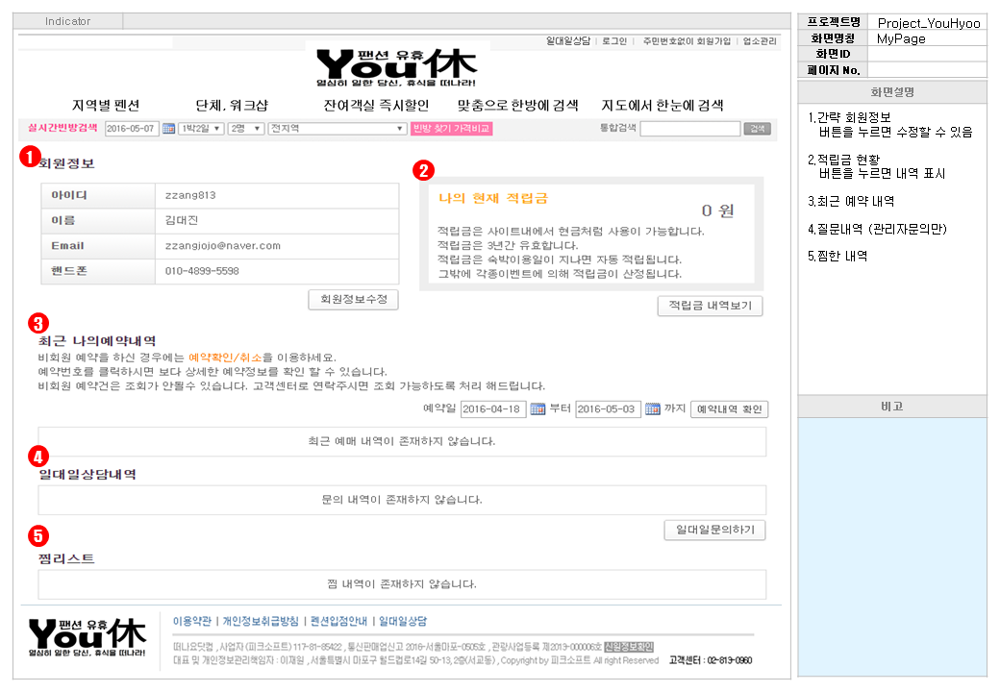 Indicator
일대일상담 | 로그인 | 주민번호없이 회원가입 | 업소관리
You休 팬션 유휴
열심히 일한 당신, 휴식을 떠나라!
지역별 팬션 단체, 워크샵 잔여객실 즉시할인 맞춤으로 한방에 검색 지도에서 한눈에 검색
실시간빈방검색 2016-05-07 1박2일 2명 전지역 빈방 찾기 가격비교 통합검색 검색
1 회원정보
아이디 zzang813
이름 김대진
Email zzangjojo@naver.com
핸드폰 010-4899-5598
회원정보수정
2
나의 현재 적립금
0 원
적립금은 사이트내에서 현금처럼 사용이 가능합니다.
적립금은 3년간 유효합니다.
적립금은 숙박이용일이 지나면 자동 적립됩니다.
그밖에 각종이벤트에 의해 적립금이 산정됩니다.
적립금 내역보기
3
최근 나의예약내역
비회원 예약을 하신 경우에는 예약확인/취소을 이용하세요.
예약번호를 클릭하시면 보다 상세한 예약정보를 확인 할 수 있습니다.
비회원 예약건은 조회가 안될수 있습니다. 고객센터로 연락주시면 조회 가능하도록 처리 해드립니다.
예약일 2016-04-18 부터 2016-05-03 까지 예약내역 확인
최근 예매 내역이 존재하지 않습니다.
4
일대일상담내역
문의 내역이 존재하지 않습니다.
일대일문의하기
5
찜리스트
찜 내역이 존재하지 않습니다.
You休 팬션 유휴
열심히 일한 당신, 휴식을 떠나라!
이용약관 | 개인정보취급방침 | 펜션입점안내 | 일대일상담
떠나요닷컴 , 사업자 (피크소프트) 117-81-85422 , 통신판매업신고 2016-서울마포-0505호 , 관광사업등록 제2013-000006호 신원정보확인
대표 및 개인정보관리책임자 : 이재일 , 서울특별시 마포구 월드컵로14길 50-13, 2층(서교동) , Copyright by 피크소프트 All right Reserved 고객센터 : 02-813-0960
프로젝트명 Project_YouHyoo
화면명칭 MyPage
화면ID
페이지 No.
화면설명
1.간략 회원정보
버튼을 누르면 수정할 수 있음
2.적립금 현황
버튼을 누르면 내역 표시
3.최근 예약 내역
4.질문내역 (관리자문의만)
5.찜한 내역
비고